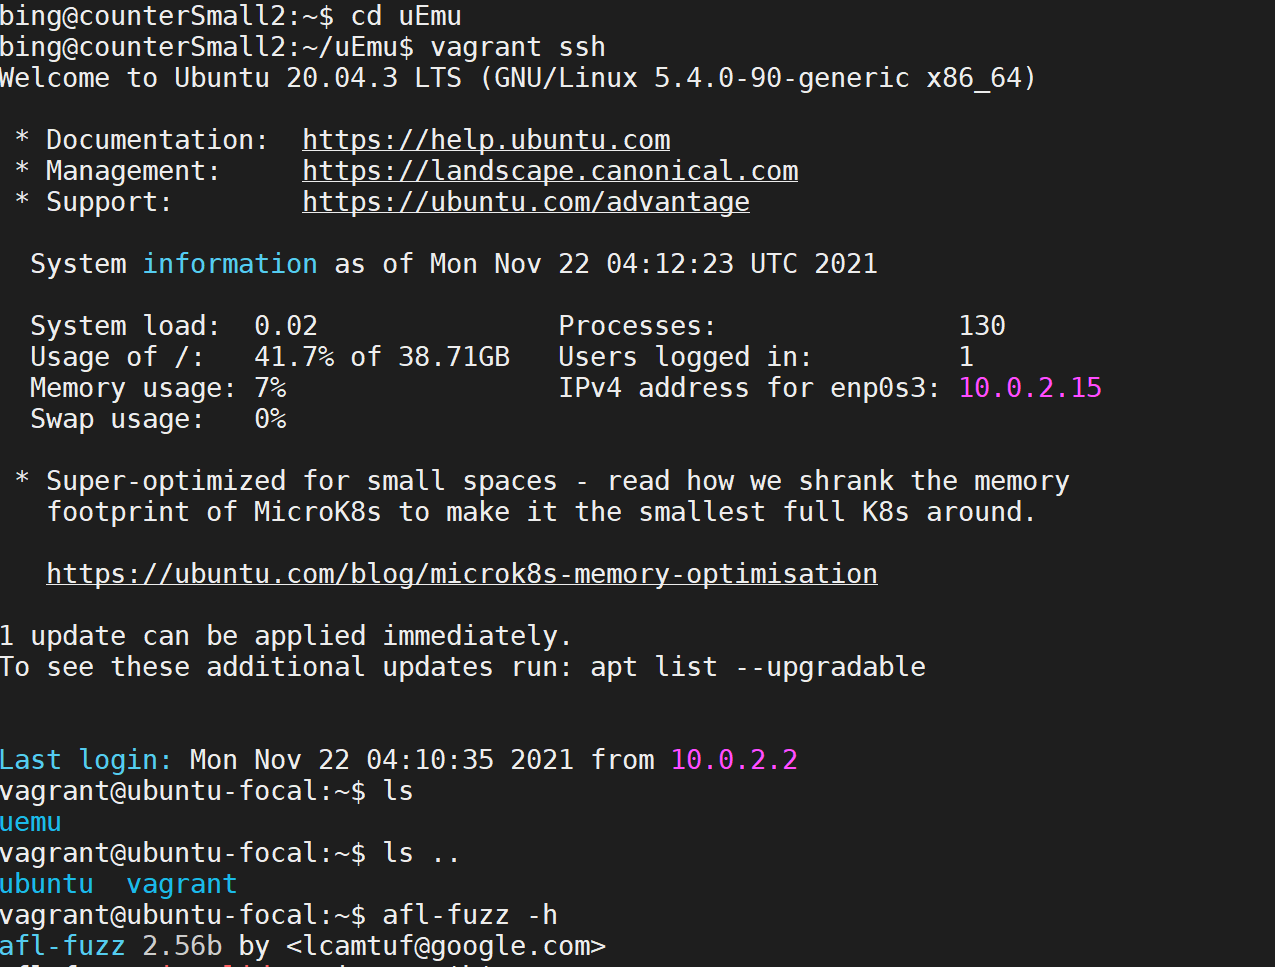 bing@counterSmall2:~$ cd uEmu
bing@counterSmall2:~/uEmu$ vagrant ssh
Welcome to Ubuntu 20.04.3 LTS (GNU/Linux 5.4.0-90-generic x86_64)
* Documentation: https://help.ubuntu.com
* Management: https://landscape.canonical.com
* Support: https://ubuntu.com/advantage
System information as of Mon Nov 22 04:12:23 UTC 2021
System load: 0.02 Processes: 130
Usage of /: 41.7% of 38.71GB Users logged in: 1
Memory usage: 7% IPv4 address for enp0s3: 10.0.2.15
Swap usage: 0%
* Super-optimized for small spaces - read how we shrank the memory
footprint of MicroK8s to make it the smallest full K8s around.
https://ubuntu.com/blog/microk8s-memory-optimisation
1 update can be applied immediately.
To see these additional updates run: apt list --upgradable
Last login: Mon Nov 22 04:10:35 2021 from 10.0.2.2
vagrant@ubuntu-focal:~$ ls
uemu
vagrant@ubuntu-focal:~$ ls ..
ubuntu vagrant
vagrant@ubuntu-focal:~$ afl-fuzz -h
afl-fuzz 2.56b by <lcamtuf@google.com>